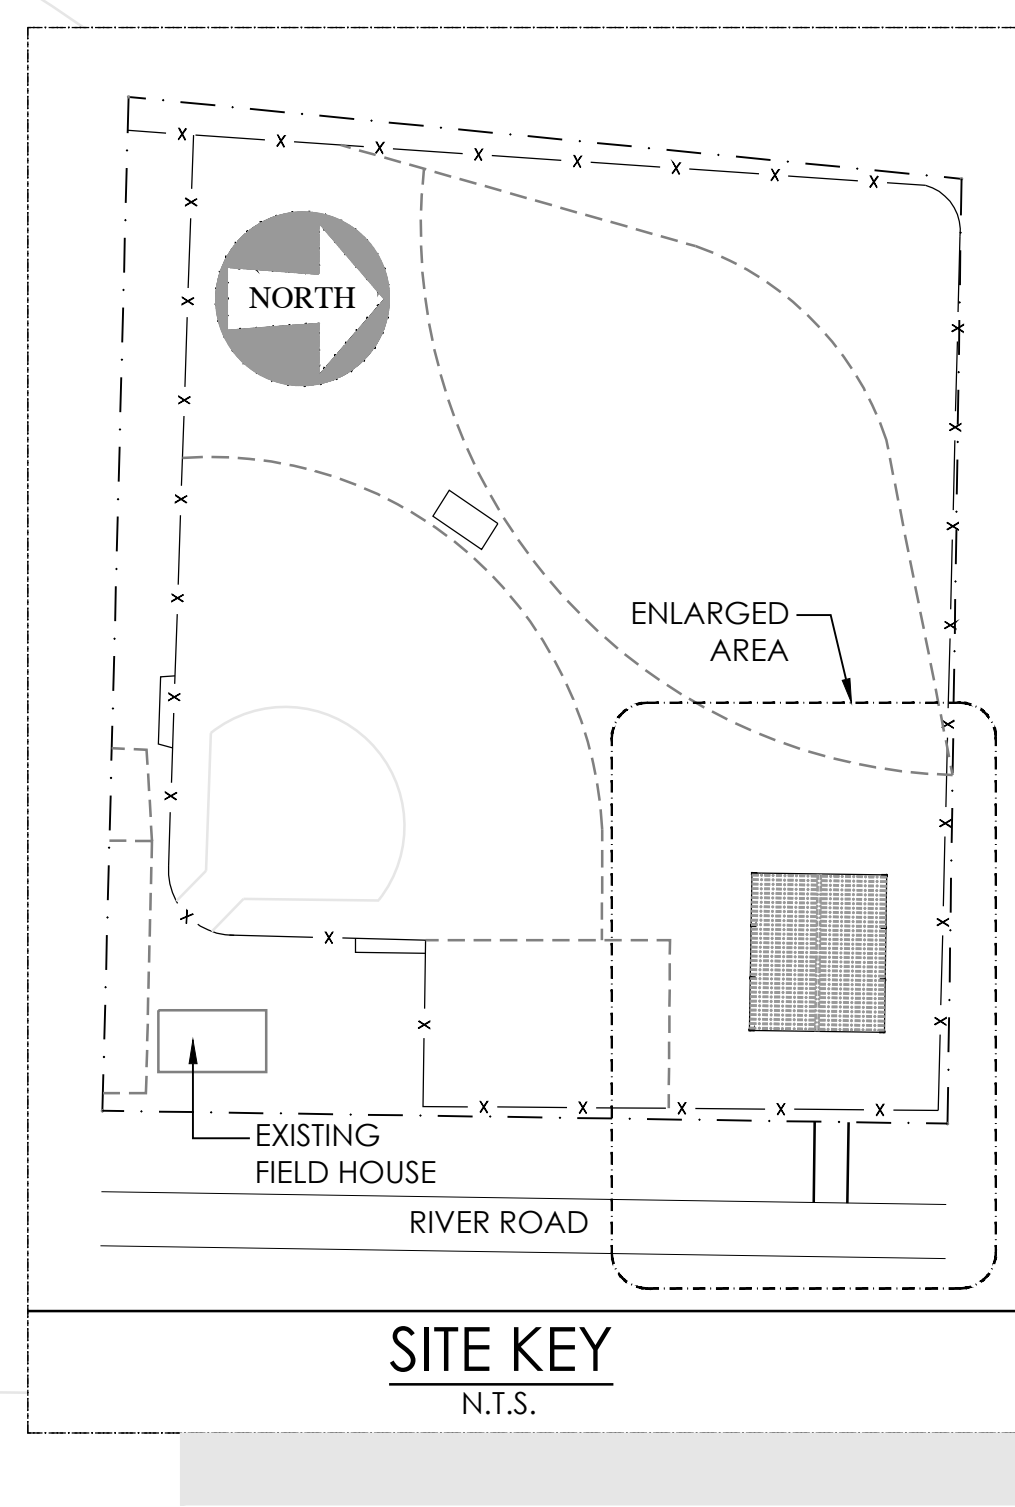 NORTH
ENLARGED
AREA
EXISTING
FIELD HOUSE
RIVER ROAD
SITE KEY
N.T.S.